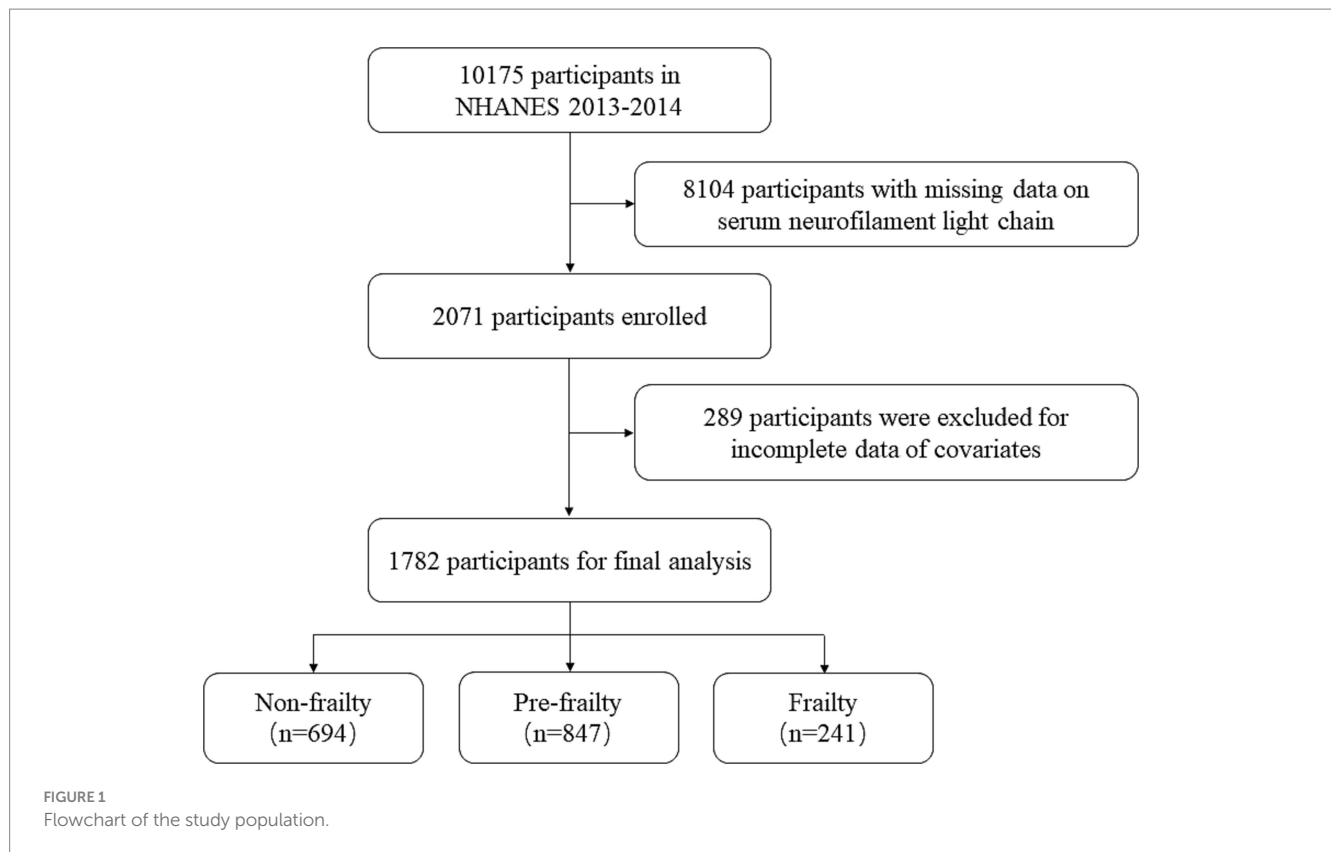 10175 participants in
NHANES 2013-2014
8104 participants with missing data on
serum neurofilament light chain
2071 participants enrolled
289 participants were excluded for
incomplete data of covariates
1782 participants for final analysis
Non-frailty
(n=694)
Pre-frailty
(n=847)
Frailty
(n=241)
FIGURE 1
Flowchart of the study population.